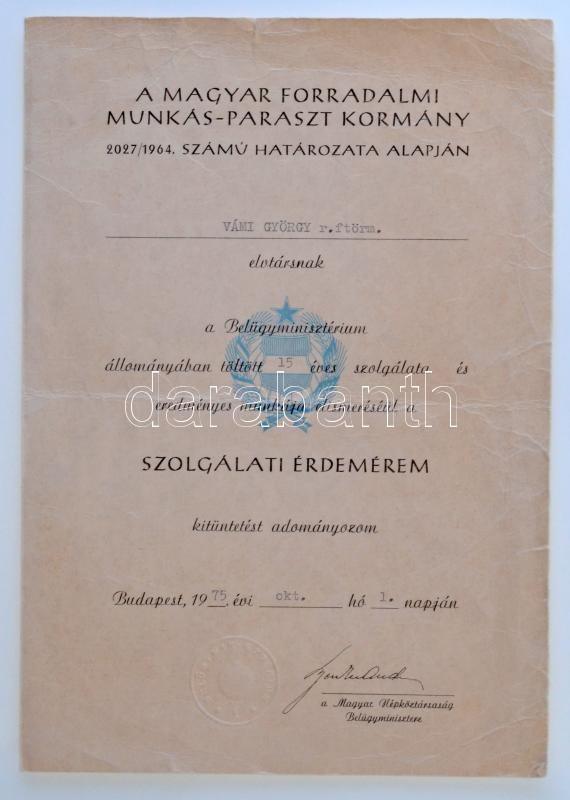 A MAGYAR FORRADALMI
MUNKÁS-PARASZT KORMÁNY
2027/1964. SZÁMÚ HATÁROZATA ALAPJÁN
VÁMI GYÖRGY r.ftörm.
elvtársnak
a Belügyminisztérium
állományában töltött 15 éves szolgálata és
eredményes munkája elismeréséül a
darabanth
SZOLGÁLATI ÉRDEMÉREM
kitüntetést adományozom
Budapest, 1975. évi okt. hó 1. napján
a Magyar Népköztársaság
Belügyminisztere